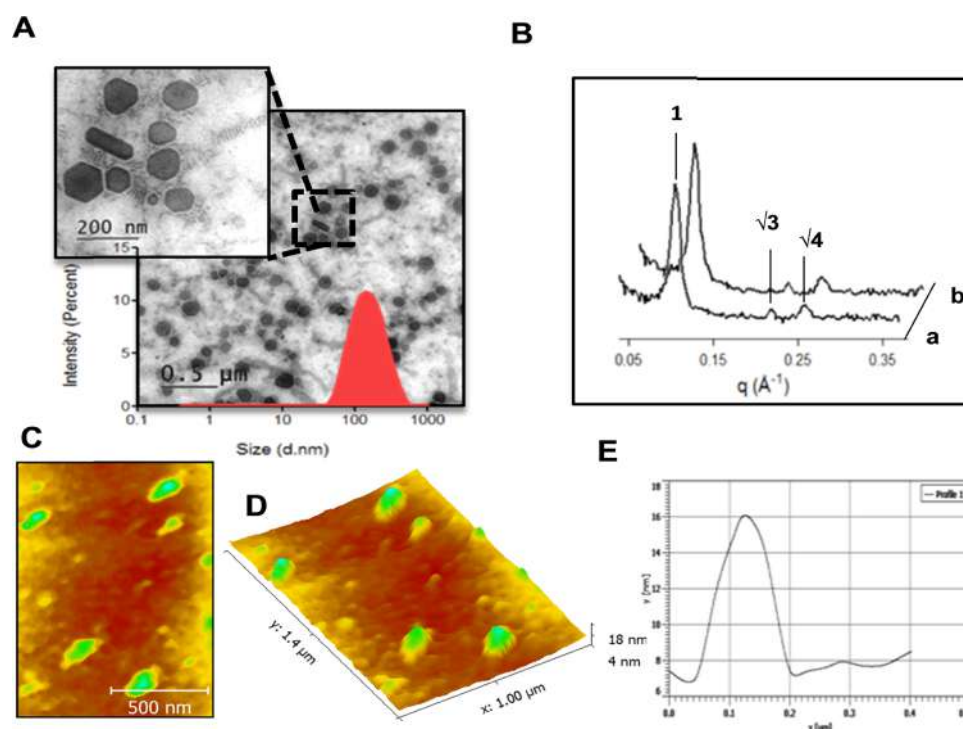 A
200 nm
15
10
5
0
Intensity (Percent)
0.5 µm
0.1 1 10 100 1000
Size (d.nm)
B
1
√3
√4
b
a
0.05 0.15 0.25 0.35
q (Å⁻¹)
C
500 nm
D
y: 1.4 µm
x: 1.00 µm
18 nm
4 nm
E
Profile 1
18
16
14
12
10
8
6
y [nm]
0.0 0.1 0.2 0.3 0.4
x [µm]